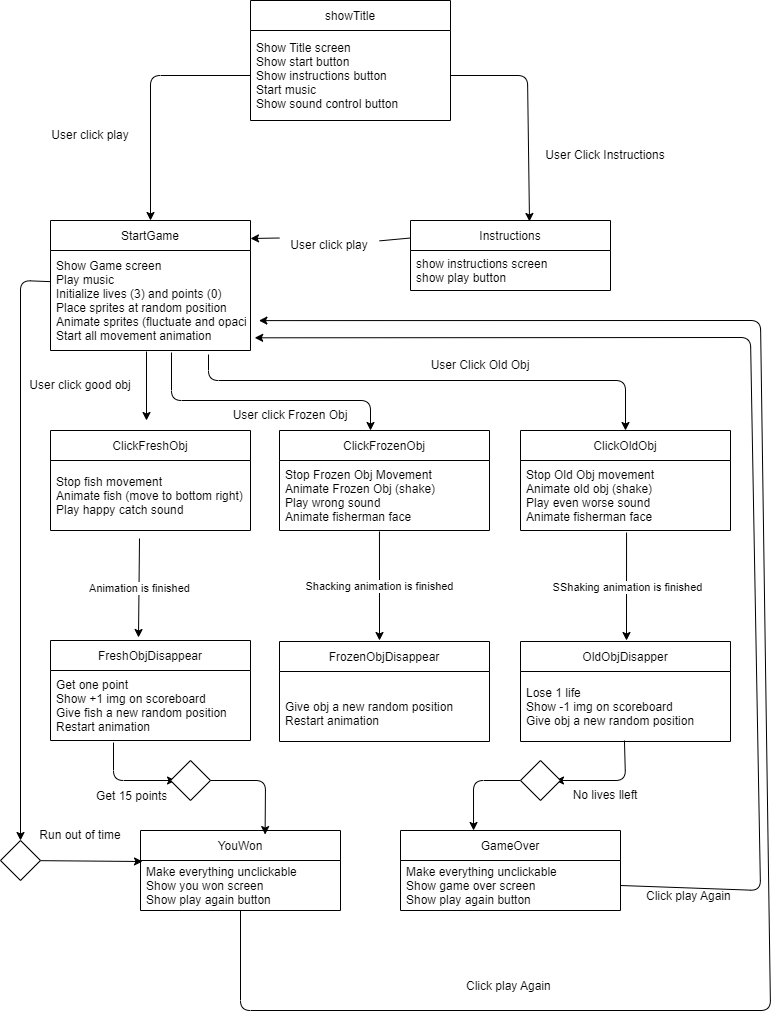 showTitle
Show Title screen
Show start button
Show instructions button
Start music
Show sound control button
User click play
User Click Instructions
StartGame
Show Game screen
Play music
Initialize lives (3) and points (0)
Place sprites at random position
Animate sprites (fluctuate and opaci
Start all movement animation
User click play
Instructions
show instructions screen
show play button
User click good obj
User click Frozen Obj
User Click Old Obj
ClickFreshObj
Stop fish movement
Animate fish (move to bottom right)
Play happy catch sound
ClickFrozenObj
Stop Frozen Obj Movement
Animate Frozen Obj (shake)
Play wrong sound
Animate fisherman face
ClickOldObj
Stop Old Obj movement
Animate old obj (shake)
Play even worse sound
Animate fisherman face
Animation is finished
Shacking animation is finished
SShaking animation is finished
FreshObjDisappear
Get one point
Show +1 img on scoreboard
Give fish a new random position
Restart animation
FrozenObjDisappear
Give obj a new random position
Restart animation
OldObjDisapper
Lose 1 life
Show -1 img on scoreboard
Give obj a new random position
Get 15 points
No lives lleft
Run out of time
YouWon
Make everything unclickable
Show you won screen
Show play again button
GameOver
Make everything unclickable
Show game over screen
Show play again button
Click play Again
Click play Again